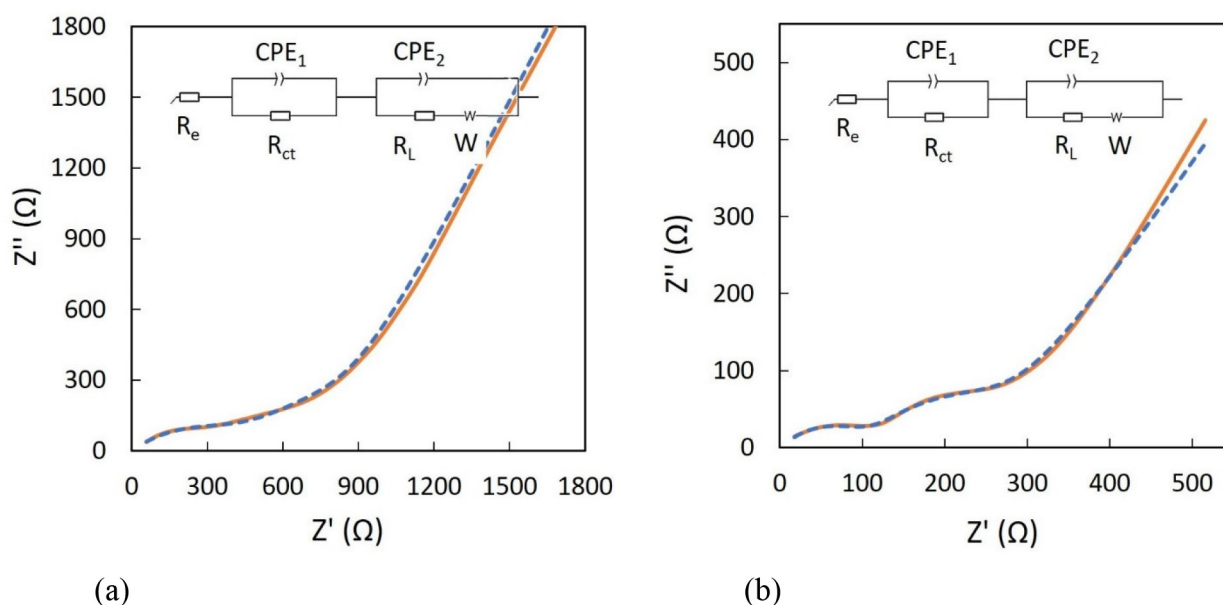 1800
1500
1200
900
600
300
0
Z'' (Ω)
CPE1
CPE2
Re
Rct
RL
W
0 300 600 900 1200 1500 1800
Z' (Ω)
(a)
500
400
300
200
100
0
Z'' (Ω)
CPE1
CPE2
Re
Rct
RL
W
0 100 200 300 400 500
Z' (Ω)
(b)